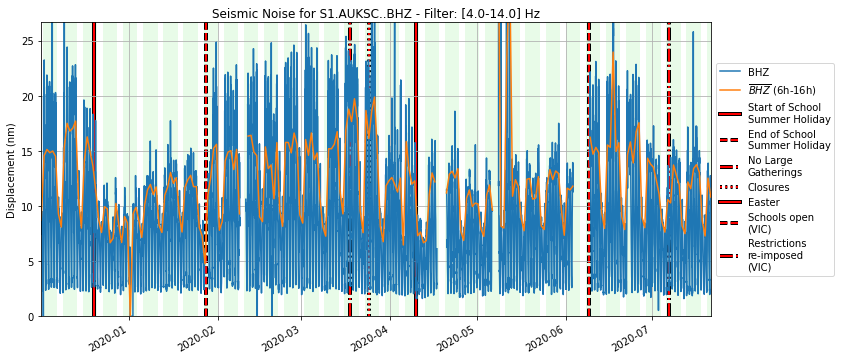 Seismic Noise for S1.AUKSC..BHZ - Filter: [4.0-14.0] Hz
Displacement (nm)
25
20
15
10
5
0
2020-01
2020-02
2020-03
2020-04
2020-05
2020-06
2020-07
BHZ
BHZ (6h-16h)
Start of School
Summer Holiday
End of School
Summer Holiday
No Large
Gatherings
Closures
Easter
Schools open
(VIC)
Restrictions
re-imposed
(VIC)